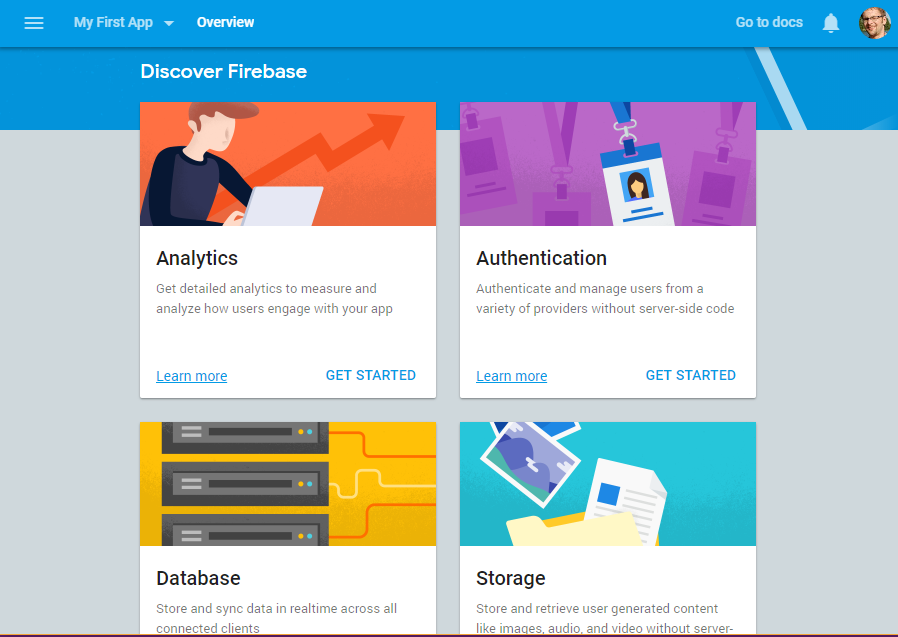 My First App Overview Go to docs
Discover Firebase
Analytics
Get detailed analytics to measure and
analyze how users engage with your app
Learn more GET STARTED
Authentication
Authenticate and manage users from a
variety of providers without server-side code
Learn more GET STARTED
Database
Store and sync data in realtime across all
connected clients
Storage
Store and retrieve user generated content
like images, audio, and video without server-